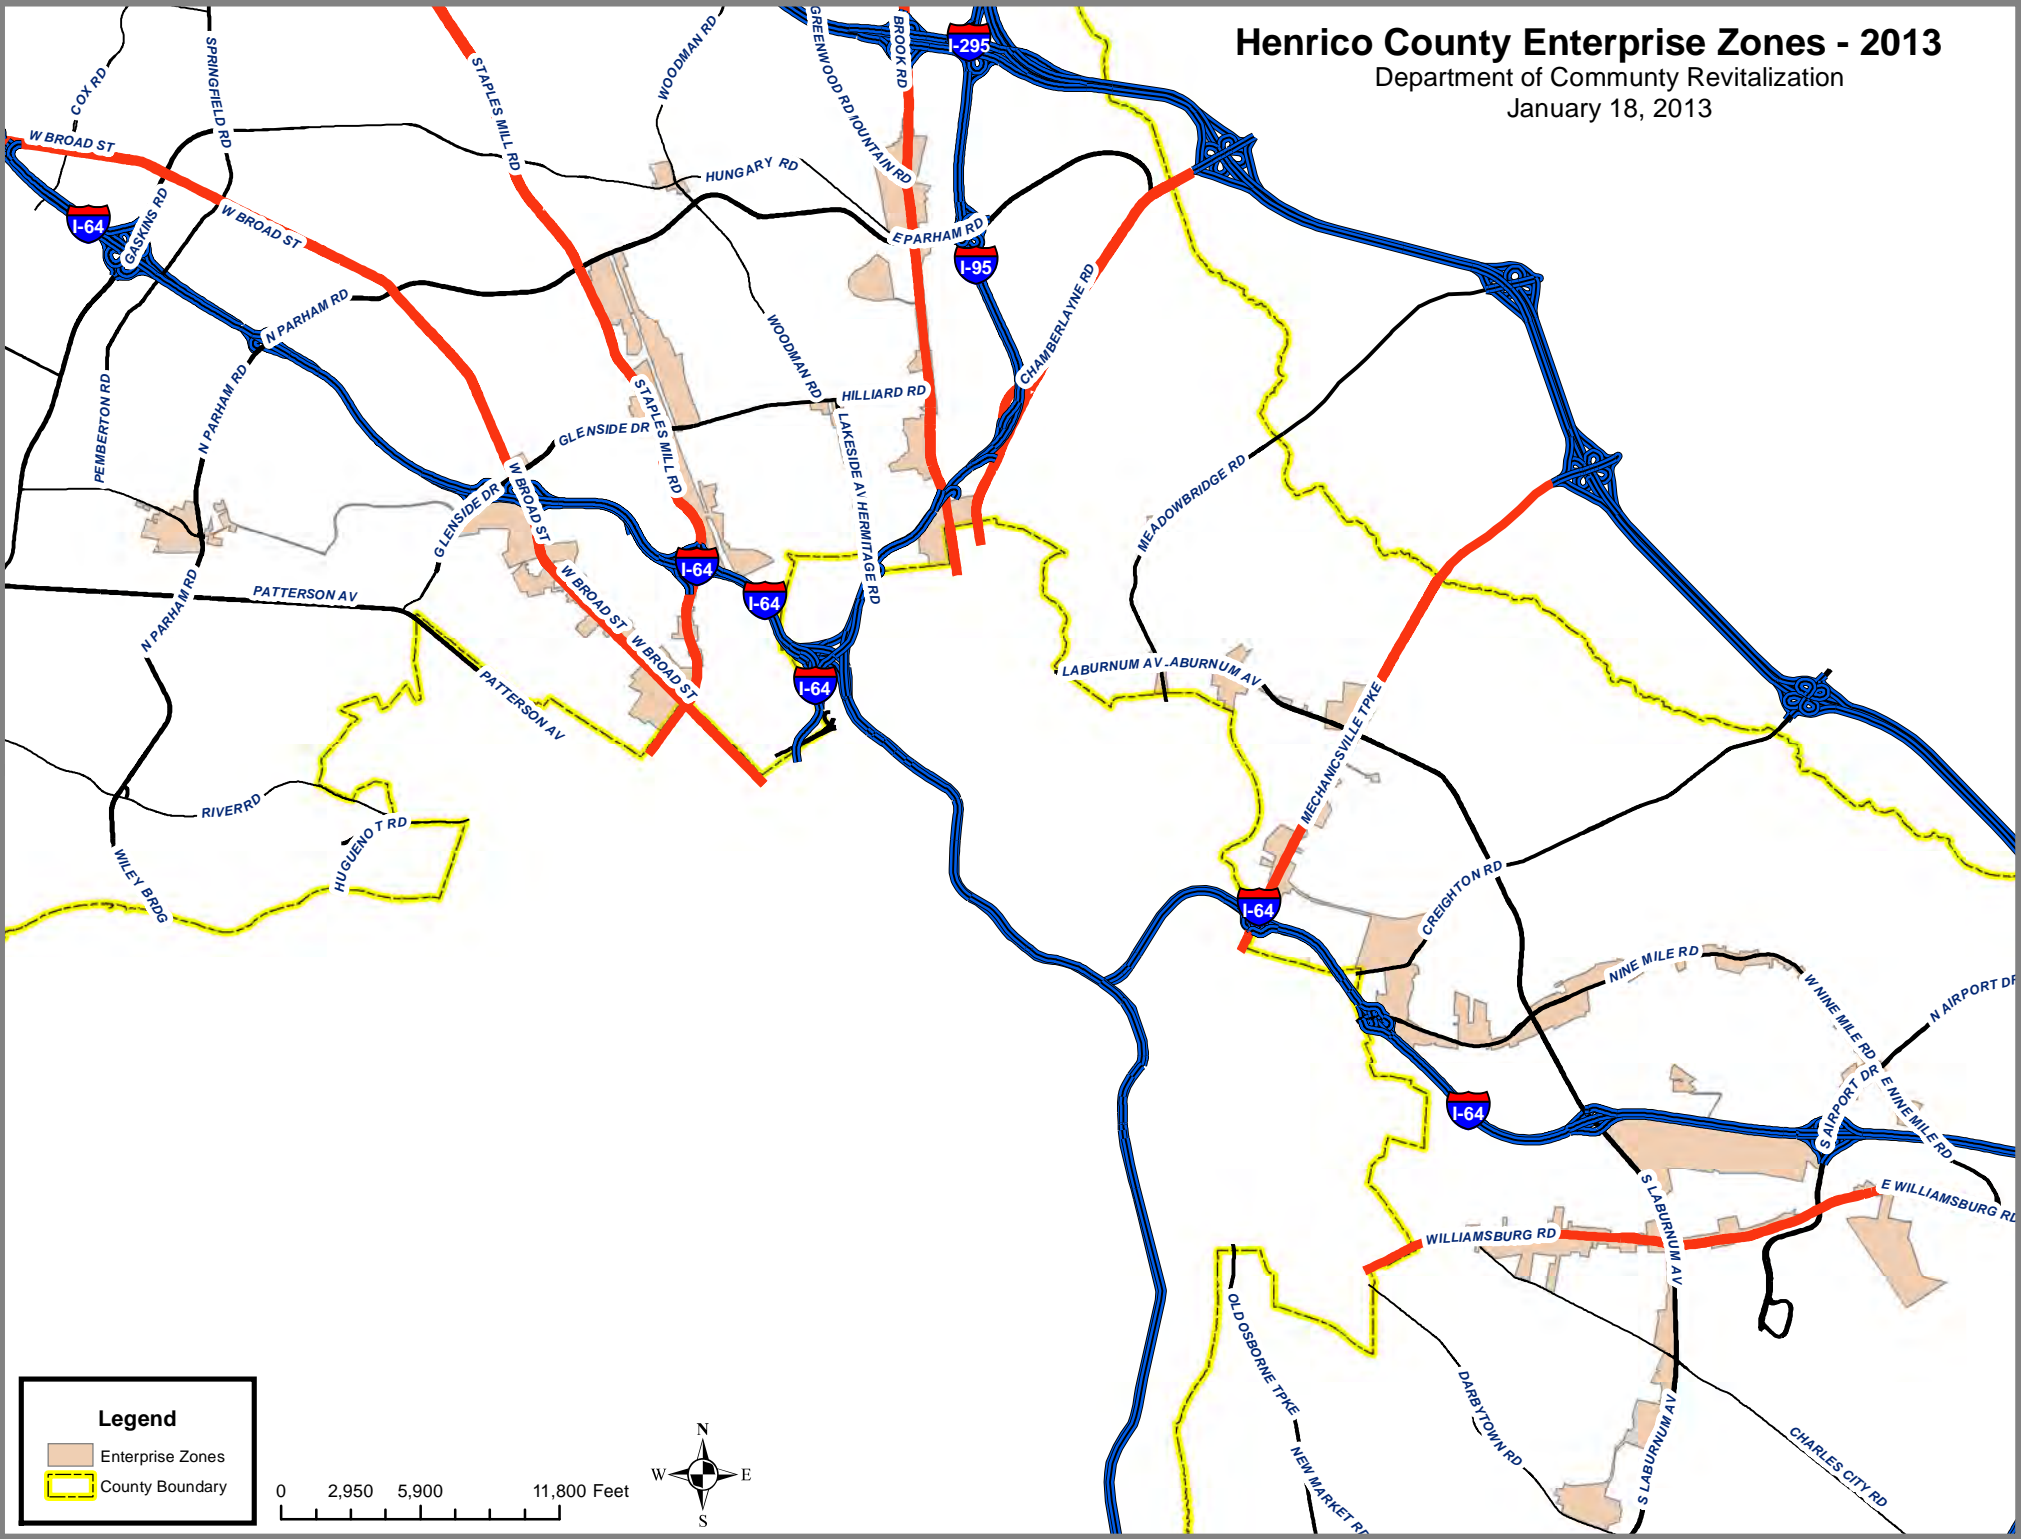 Henrico County Enterprise Zones - 2013
Department of Communty Revitalization
January 18, 2013
I-295
COX RD
SPRINGFIELD RD
STAPLES MILL RD
WOODMAN RD
GREENWOOD RD
MOUNTAIN RD
BROOK RD
W BROAD ST
HUNGARY RD
I-64
GASKINS RD
W BROAD ST
E PARHAM RD
I-95
N PARHAM RD
CHAMBERLAYNE RD
WOODMAN RD
PEMBERTON RD
N PARHAM RD
STAPLES MILL RD
HILLIARD RD
GLENSIDE DR
LAKESIDE AV
HERMITAGE RD
MEADOWBRIDGE RD
GLENSIDE DR
W BROAD ST
I-64
I-64
PATTERSON AV
N PARHAM RD
W BROAD ST
W BROAD ST
I-64
PATTERSON AV
LABURNUM AV
LABURNUM AV
MECHANICSVILLE TPKE
RIVER RD
HUGUENOT RD
WILEY BRDG
I-64
CREIGHTON RD
NINE MILE RD
W NINE MILE RD
N AIRPORT DR
S AIRPORT DR
E NINE MILE RD
I-64
S LABURNUM AV
E WILLIAMSBURG RD
WILLIAMSBURG RD
OLD OSBORNE TPKE
DARBYTOWN RD
S LABURNUM AV
CHARLES CITY RD
NEW MARKET RD
Legend
Enterprise Zones
County Boundary
0 2,950 5,900 11,800 Feet
N
W E
S